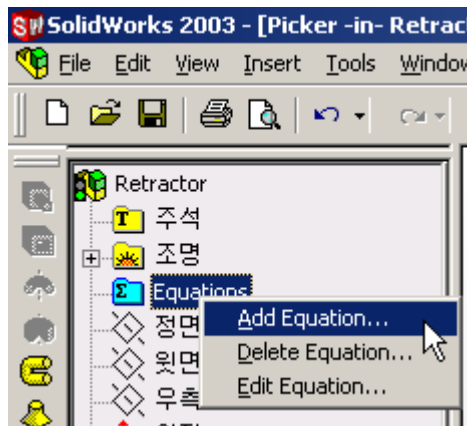 SolidWorks 2003 - [Picker -in- Retrac
File Edit View Insert Tools Window
Retractor
주석
조명
Equations
Add Equation...
정면
Delete Equation...
윗면
Edit Equation...
우측